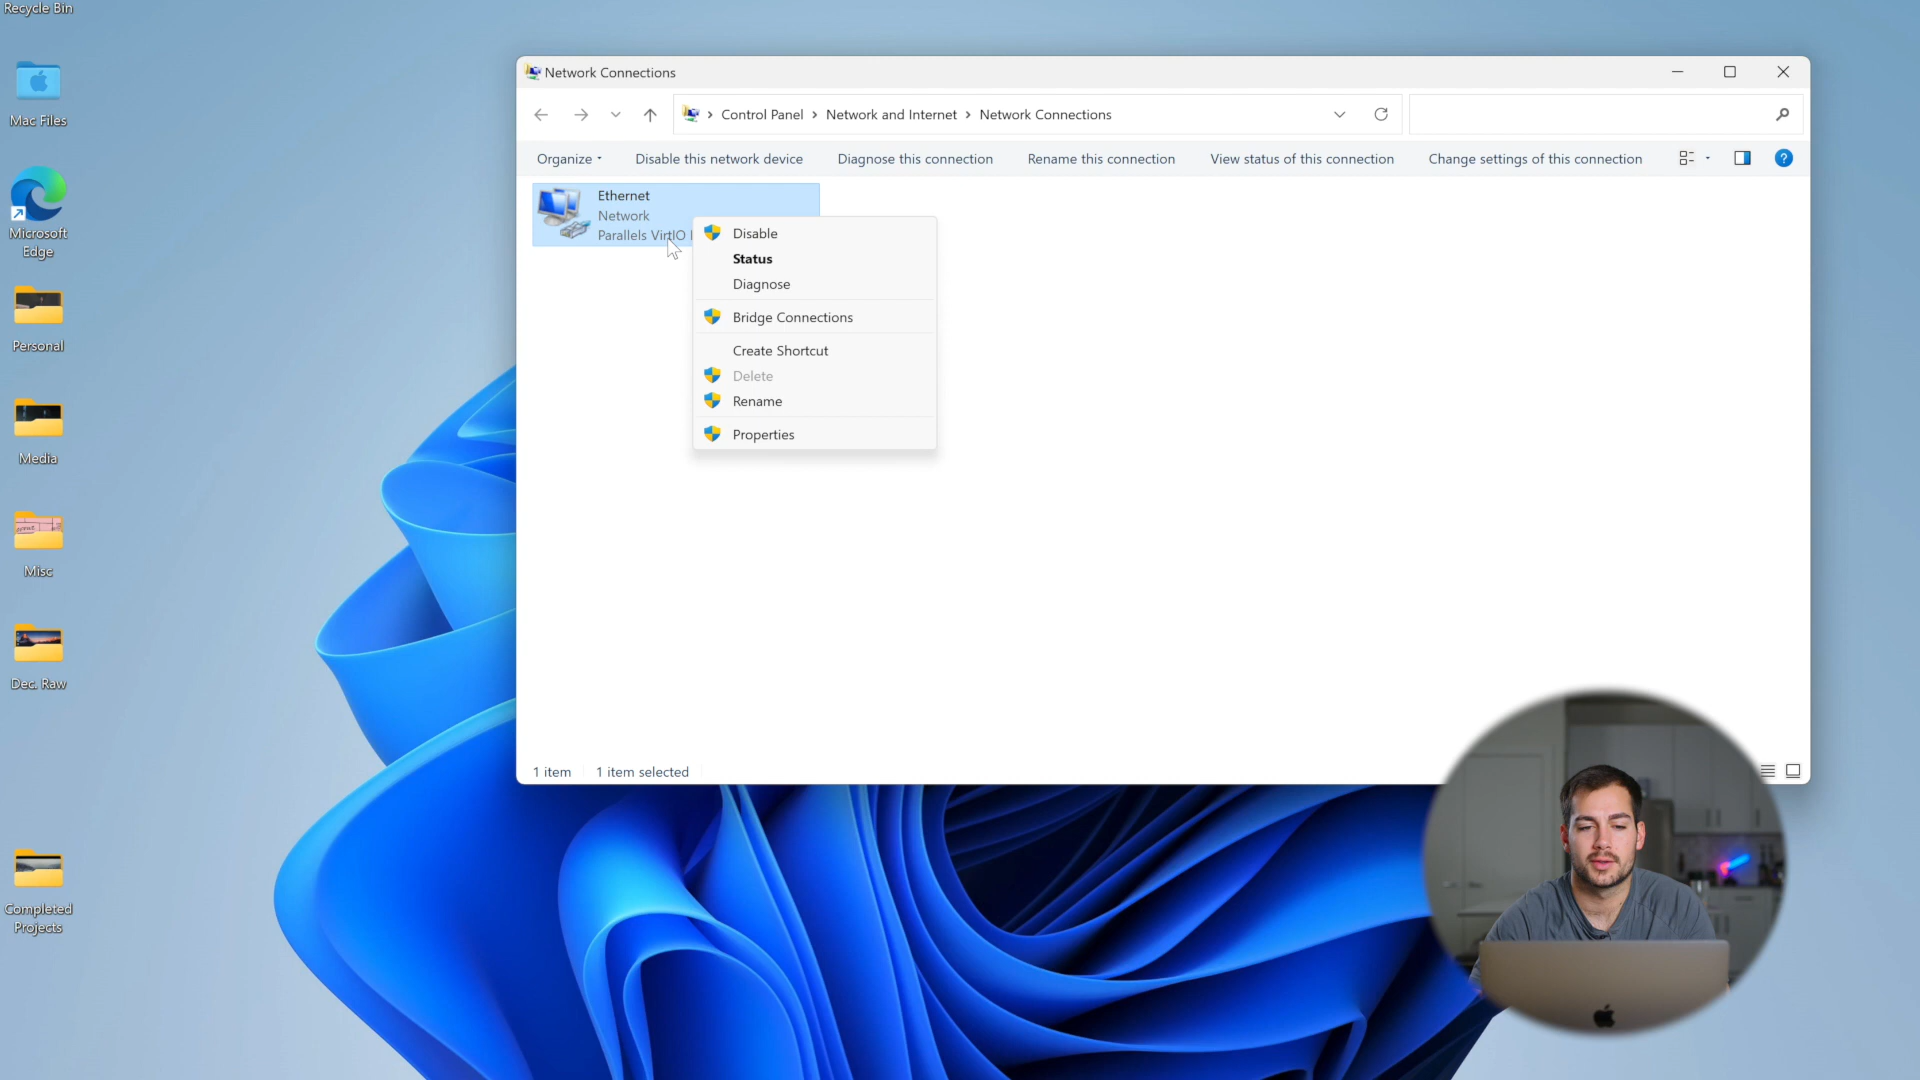 Recycle Bin
Mac Files
Microsoft
Edge
Personal
Media
Misc
Dec. Raw
Completed
Projects
Network Connections
Control Panel Network and Internet Network Connections
Organize Disable this network device Diagnose this connection Rename this connection View status of this connection Change settings of this connection
Ethernet
Network
Parallels VirtIO
Disable
Status
Diagnose
Bridge Connections
Create Shortcut
Delete
Rename
Properties
1 item 1 item selected